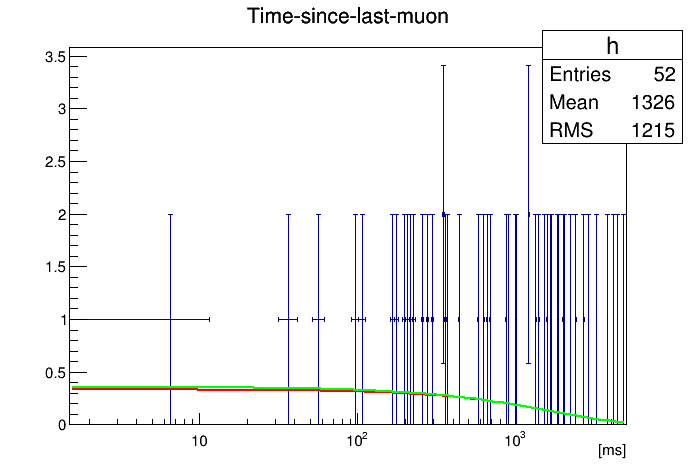 Time-since-last-muon
h
Entries 52
Mean 1326
RMS 1215
3.5
3
2.5
2
1.5
1
0.5
0
10
10²
10³
[ms]